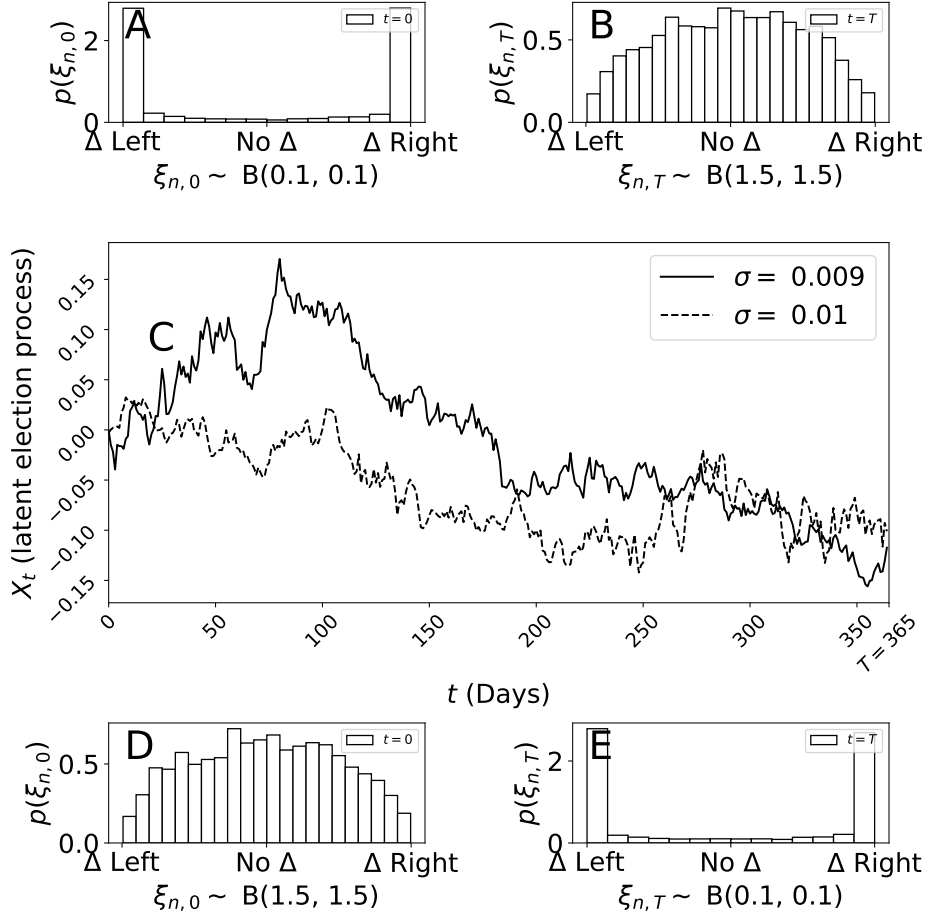 A
t = 0
p(ξn,0)
2
0
Δ Left
No Δ
Δ Right
ξn,0 ~ B(0.1, 0.1)
B
t = T
p(ξn,T)
0.5
0.0
Δ Left
No Δ
Δ Right
ξn,T ~ B(1.5, 1.5)
C
σ = 0.009
σ = 0.01
Xt (latent election process)
0.15
0.10
0.05
0.00
−0.05
−0.10
−0.15
0
50
100
150
200
250
300
350
T = 365
t (Days)
D
t = 0
p(ξn,0)
0.5
0.0
Δ Left
No Δ
Δ Right
ξn,0 ~ B(1.5, 1.5)
E
t = T
p(ξn,T)
2
0
Δ Left
No Δ
Δ Right
ξn,T ~ B(0.1, 0.1)